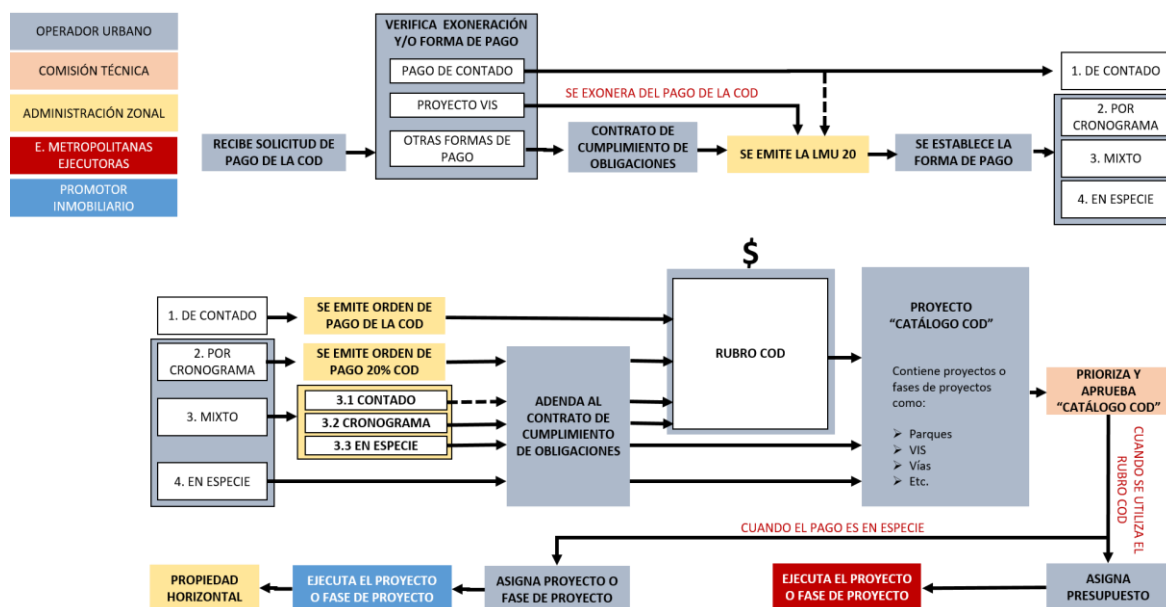 OPERADOR URBANO
COMISIÓN TÉCNICA
ADMINISTRACIÓN ZONAL
E. METROPOLITANAS
EJECUTORAS
PROMOTOR
INMOBILIARIO
RECIBE SOLICITUD DE
PAGO DE LA COD
VERIFICA EXONERACIÓN
Y/O FORMA DE PAGO
PAGO DE CONTADO
PROYECTO VIS
OTRAS FORMAS DE
PAGO
SE EXONERA DEL PAGO DE LA COD
CONTRATO DE
CUMPLIMIENTO DE
OBLIGACIONES
SE EMITE LA LMU 20
SE ESTABLECE LA
FORMA DE PAGO
1. DE CONTADO
2. POR
CRONOGRAMA
3. MIXTO
4. EN ESPECIE
1. DE CONTADO
2. POR
CRONOGRAMA
3. MIXTO
4. EN ESPECIE
SE EMITE ORDEN DE
PAGO DE LA COD
SE EMITE ORDEN DE
PAGO 20% COD
3.1 CONTADO
3.2 CRONOGRAMA
3.3 EN ESPECIE
ADENDA AL
CONTRATO DE
CUMPLIMIENTO
DE OBLIGACIONES
$
RUBRO COD
PROYECTO
“CATÁLOGO COD”
Contiene proyectos o
fases de proyectos
como:
➢ Parques
➢ VIS
➢ Vías
➢ Etc.
PRIORIZA Y
APRUEBA
“CATÁLOGO COD”
CUANDO SE UTILIZA EL
RUBRO COD
CUANDO EL PAGO ES EN ESPECIE
PROPIEDAD
HORIZONTAL
EJECUTA EL PROYECTO
O FASE DE PROYECTO
ASIGNA PROYECTO O
FASE DE PROYECTO
EJECUTA EL PROYECTO
O FASE DE PROYECTO
ASIGNA
PRESUPUESTO